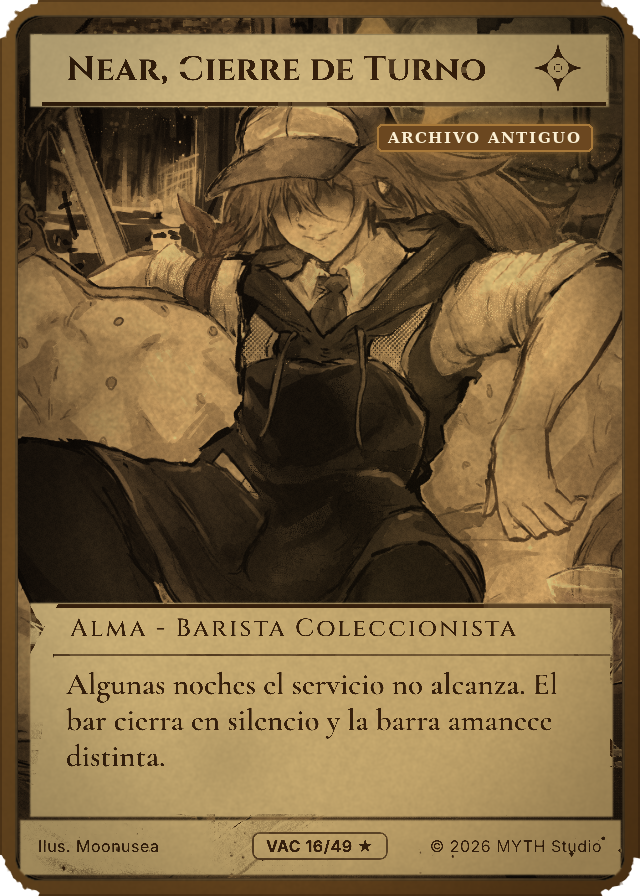 Near, Cierre de Turno
ARCHIVO ANTIGUO
Alma - Barista Coleccionista
Algunas noches el servicio no alcanza. El
bar cierra en silencio y la barra amanece
distinta.
Ilus. Moonusea
VAC 16/49 ★
© 2026 MYTH Studio